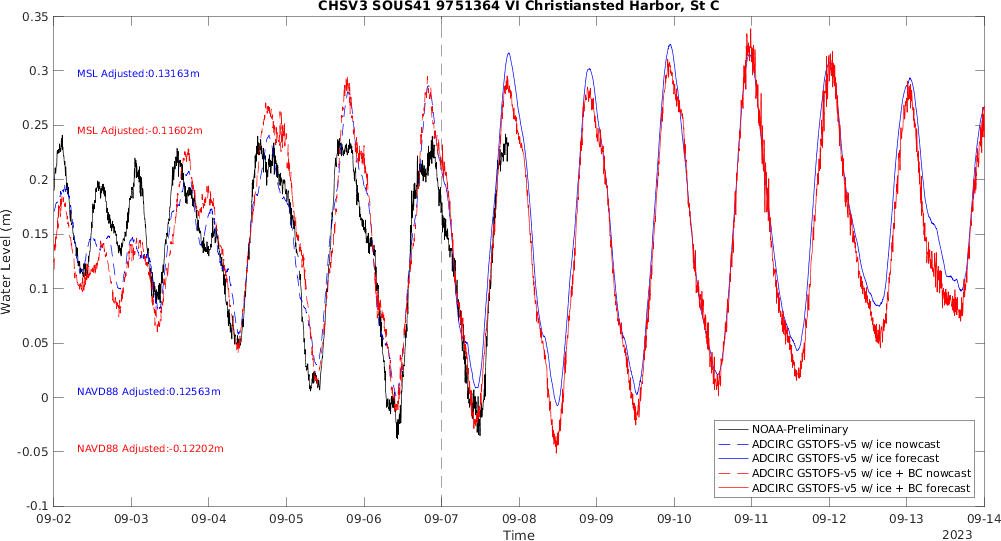 CHSV3 SOUS41 9751364 VI Christiansted Harbor, St C
0.35
0.3
0.25
0.2
0.15
0.1
0.05
0
-0.05
-0.1
Water Level (m)
MSL Adjusted:0.13163m
MSL Adjusted:-0.11602m
NAVD88 Adjusted:0.12563m
NAVD88 Adjusted:-0.12202m
NOAA-Preliminary
ADCIRC GSTOFS-v5 w/ ice nowcast
ADCIRC GSTOFS-v5 w/ ice forecast
ADCIRC GSTOFS-v5 w/ ice + BC nowcast
ADCIRC GSTOFS-v5 w/ ice + BC forecast
09-02 09-03 09-04 09-05 09-06 09-07 09-08 09-09 09-10 09-11 09-12 09-13 09-14
Time
2023